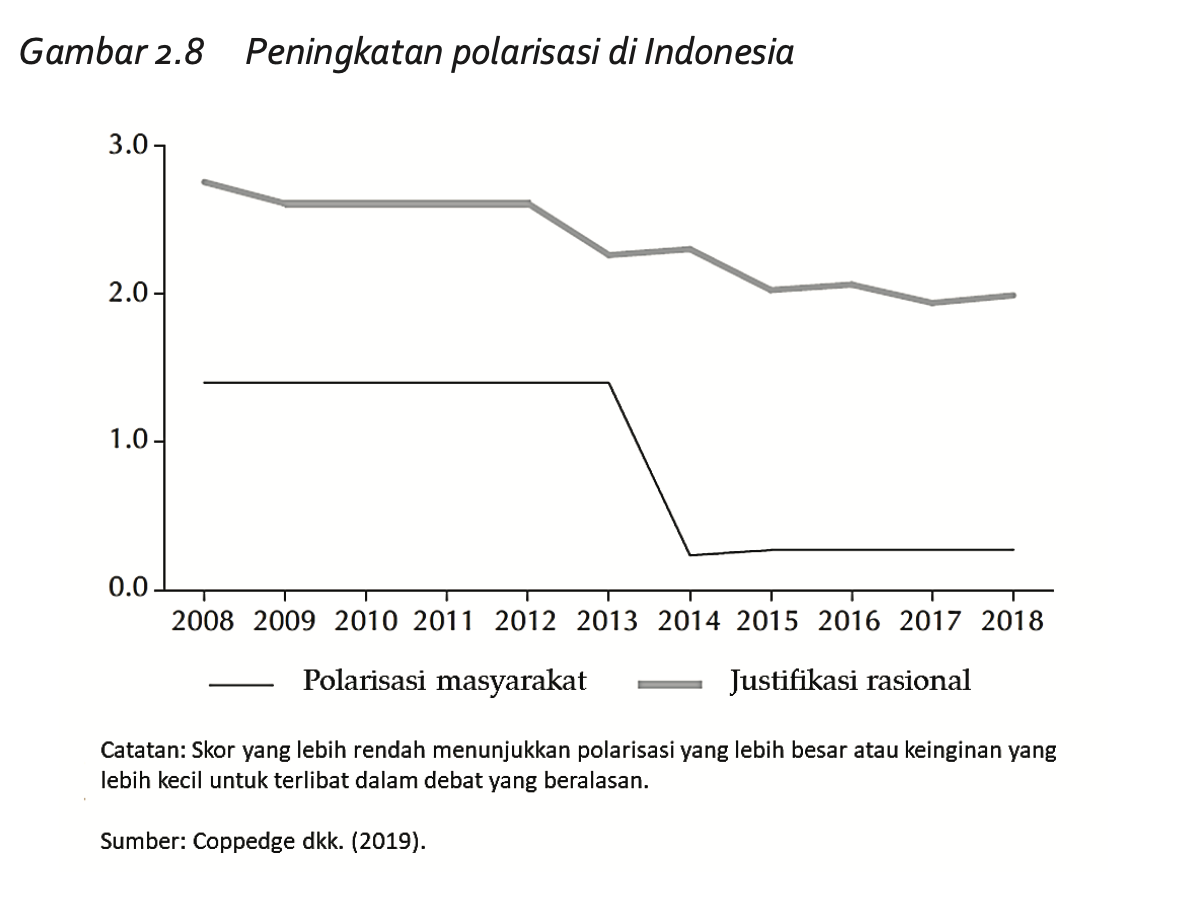 Gambar 2.8 Peningkatan polarisasi di Indonesia
3.0
2.0
1.0
0.0
2008 2009 2010 2011 2012 2013 2014 2015 2016 2017 2018
Polarisasi masyarakat Justifikasi rasional
Catatan: Skor yang lebih rendah menunjukkan polarisasi yang lebih besar atau keinginan yang
lebih kecil untuk terlibat dalam debat yang beralasan.
Sumber: Coppedge dkk. (2019).